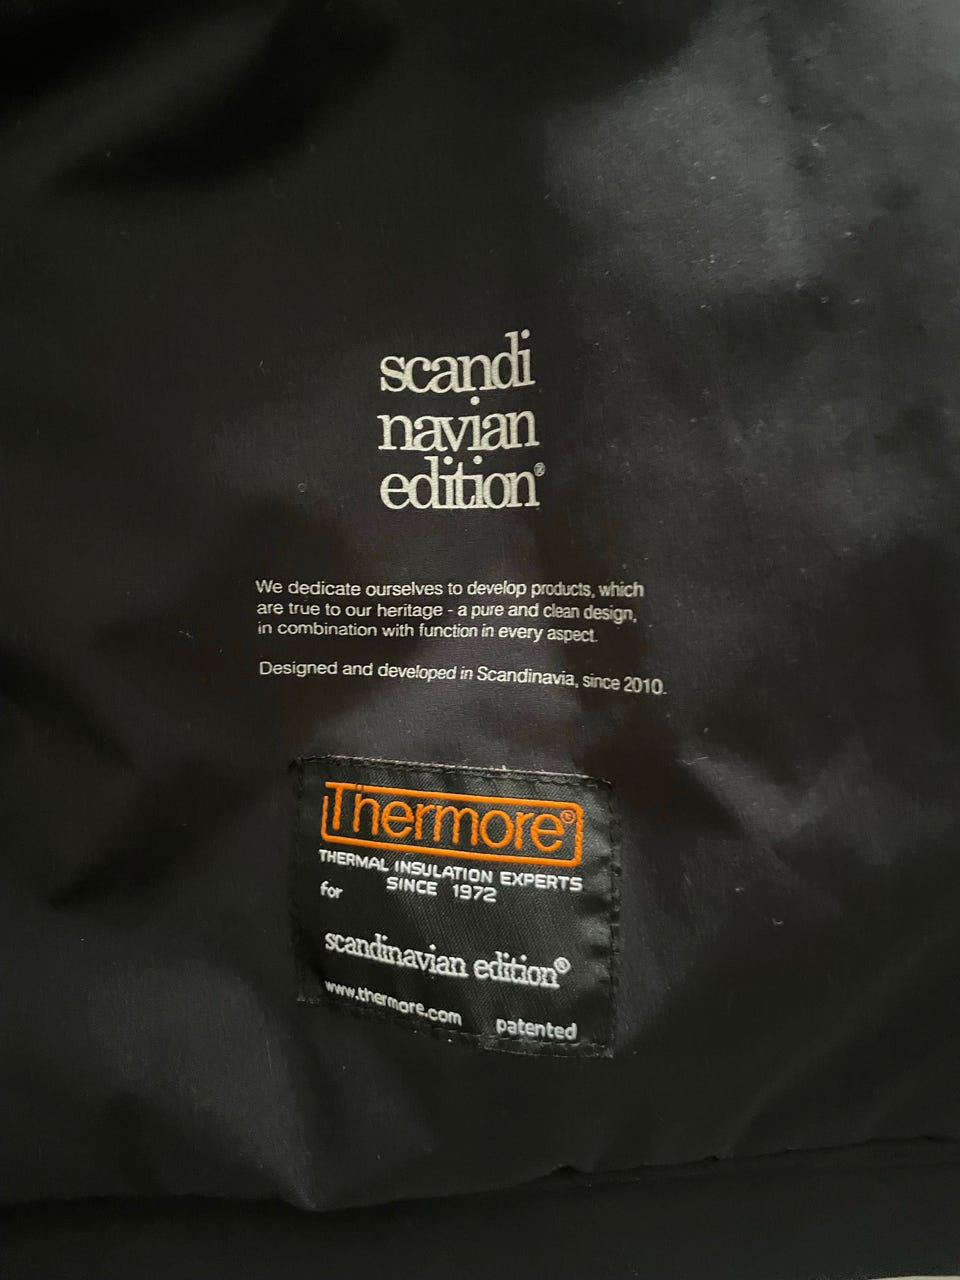 scandi
navian
edition®
We dedicate ourselves to develop products, which
are true to our heritage - a pure and clean design,
in combination with function in every aspect.
Designed and developed in Scandinavia, since 2010.
Thermore®
THERMAL INSULATION EXPERTS
SINCE 1972
for
scandinavian edition®
www.thermore.com patented